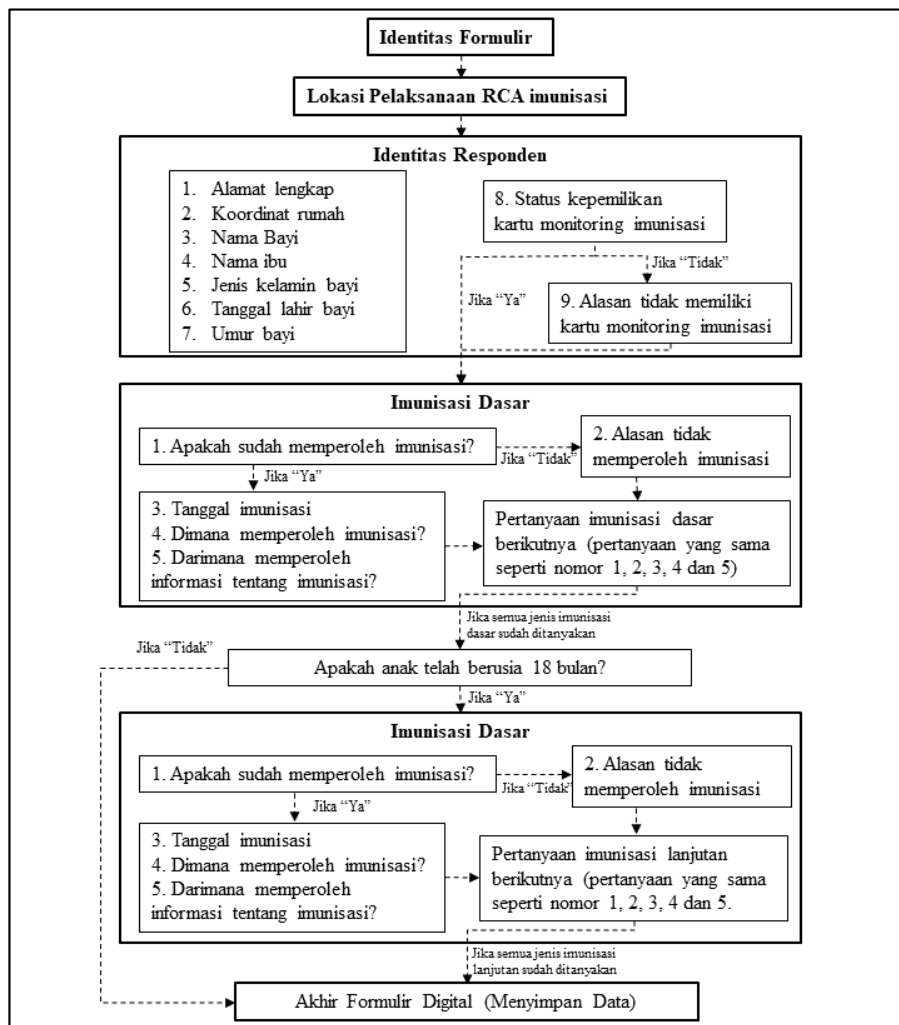 Identitas Formulir
Lokasi Pelaksanaan RCA imunisasi
Identitas Responden
1. Alamat lengkap
2. Koordinat rumah
3. Nama Bayi
4. Nama ibu
5. Jenis kelamin bayi
6. Tanggal lahir bayi
7. Umur bayi
8. Status kepemilikan
kartu monitoring imunisasi
Jika "Tidak"
Jika "Ya"
9. Alasan tidak memiliki
kartu monitoring imunisasi
Imunisasi Dasar
1. Apakah sudah memperoleh imunisasi?
Jika "Tidak"
2. Alasan tidak
memperoleh imunisasi
Jika "Ya"
3. Tanggal imunisasi
4. Dimana memperoleh imunisasi?
5. Darimana memperoleh
informasi tentang imunisasi?
Pertanyaan imunisasi dasar
berikutnya (pertanyaan yang sama
seperti nomor 1, 2, 3, 4 dan 5)
Jika semua jenis imunisasi
dasar sudah ditanyakan
Jika "Tidak"
Apakah anak telah berusia 18 bulan?
Jika "Ya"
Imunisasi Dasar
1. Apakah sudah memperoleh imunisasi?
Jika "Tidak"
2. Alasan tidak
memperoleh imunisasi
Jika "Ya"
3. Tanggal imunisasi
4. Dimana memperoleh imunisasi?
5. Darimana memperoleh
informasi tentang imunisasi?
Pertanyaan imunisasi lanjutan
berikutnya (pertanyaan yang sama
seperti nomor 1, 2, 3, 4 dan 5.
Jika semua jenis imunisasi
lanjutan sudah ditanyakan
Akhir Formulir Digital (Menyimpan Data)